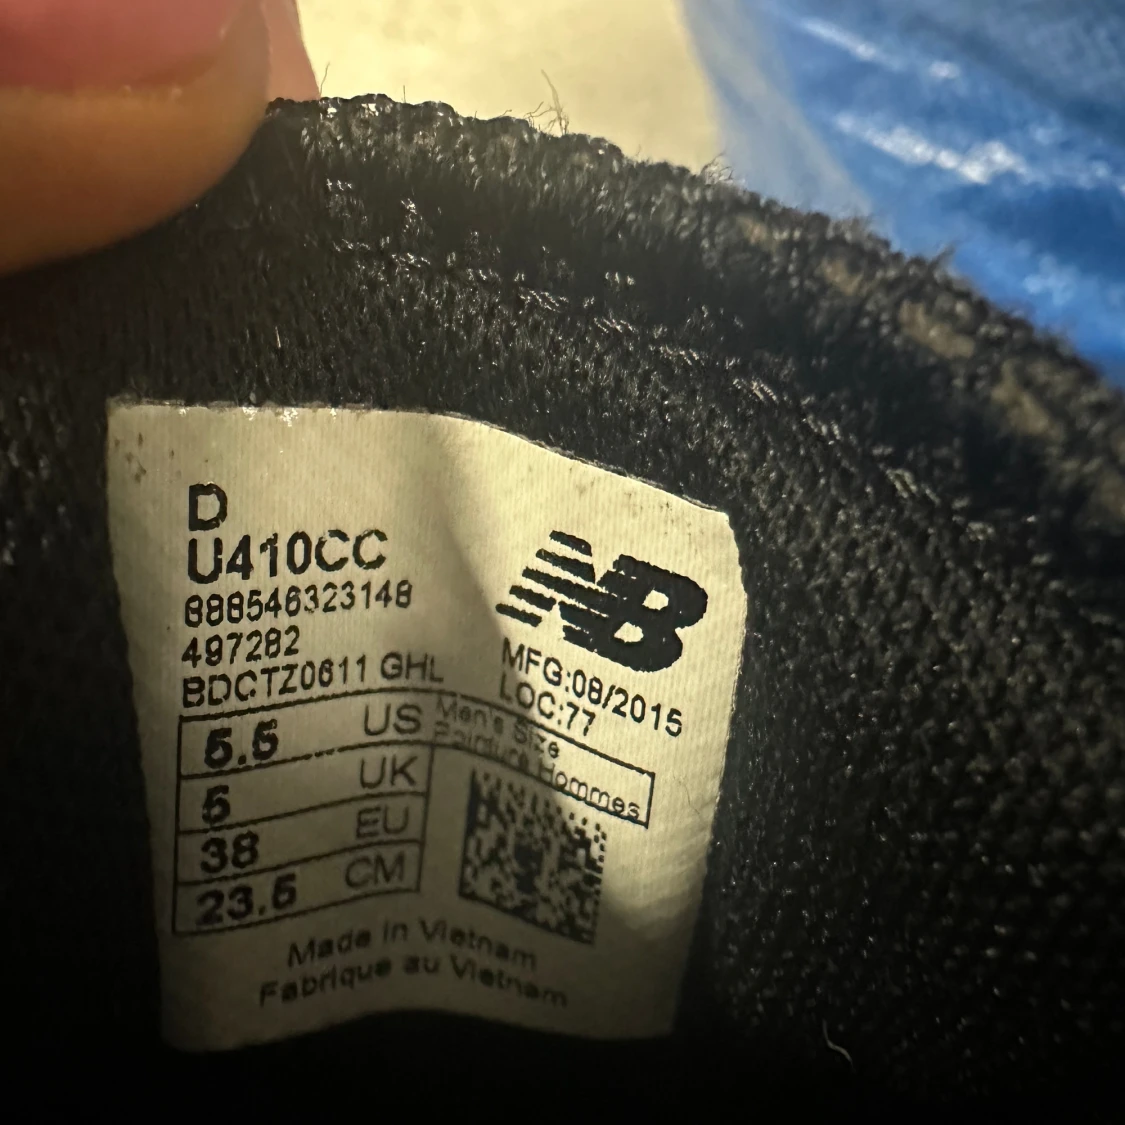 D
U410CC
888546323148
497282
BDCTZ0611 GHL
NB
MFG:08/2015
LOC:77
5.5 US Men's Size
Pointure Hommes
5 UK
38 EU
23.5 CM
Made in Vietnam
Fabrique au Vietnam